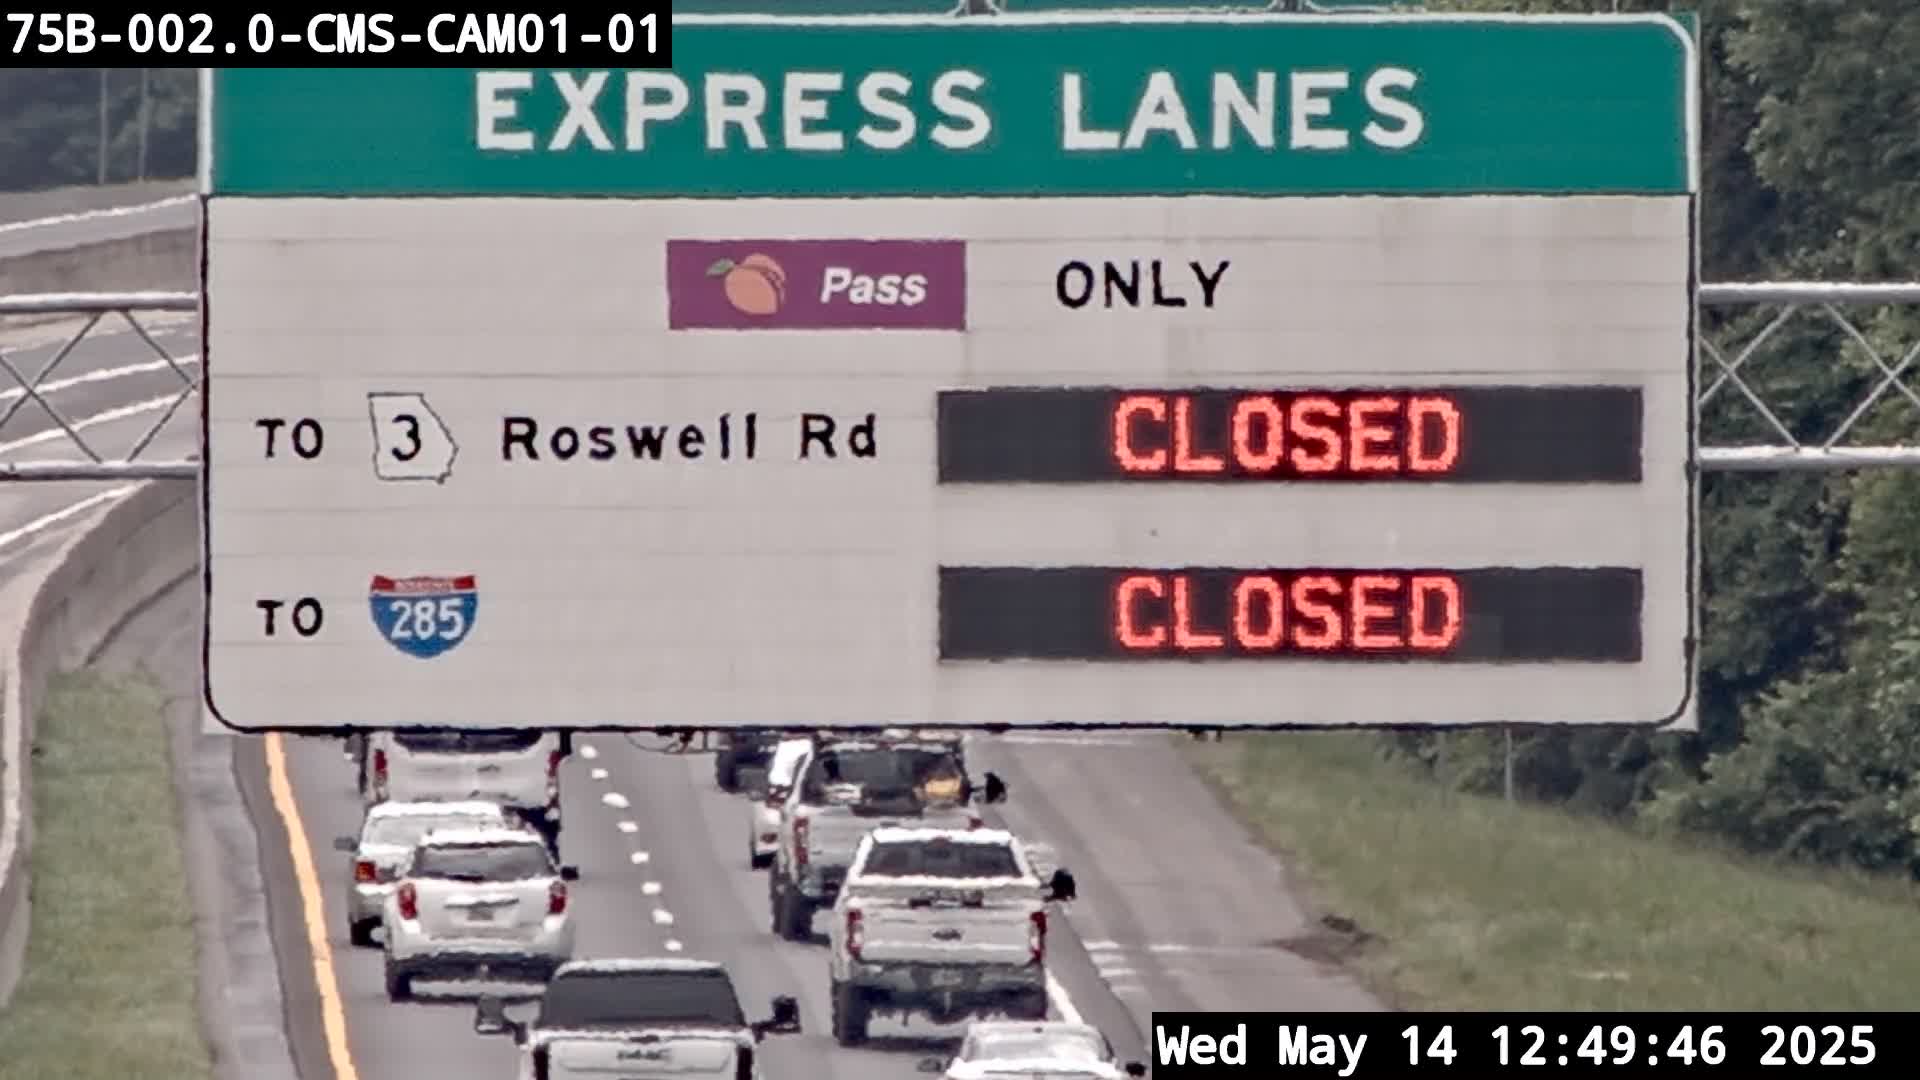 75B-002.0-CMS-CAM01-01
EXPRESS LANES
Pass ONLY
TO 3 Roswell Rd CLOSED
TO 285 CLOSED
Wed May 14 12:49:46 2025